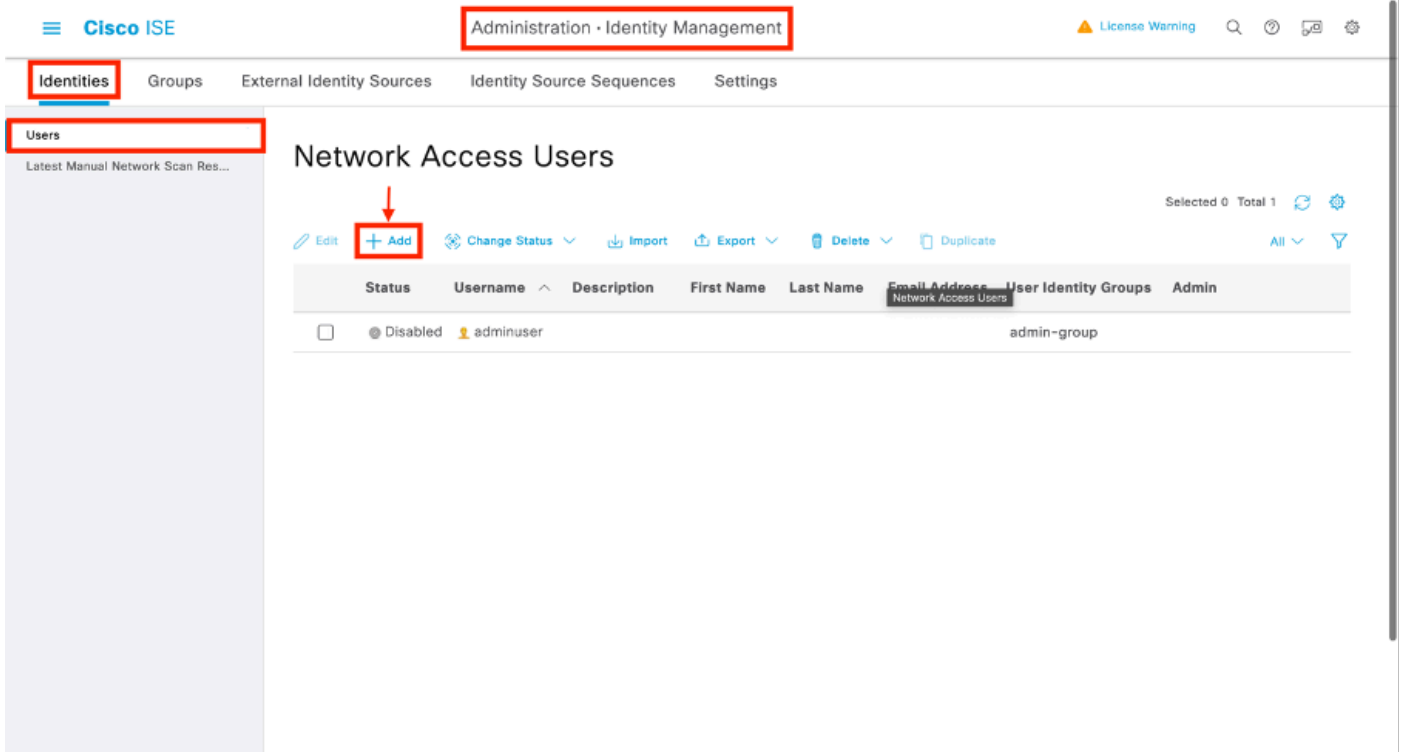 Cisco ISE Administration · Identity Management License Warning
Identities Groups External Identity Sources Identity Source Sequences Settings
Users
Latest Manual Network Scan Res...
Network Access Users
Selected 0 Total 1
Edit Add Change Status Import Export Delete Duplicate All
Status Username Description First Name Last Name Email Address User Identity Groups Admin
Network Access Users
Disabled adminuser admin-group